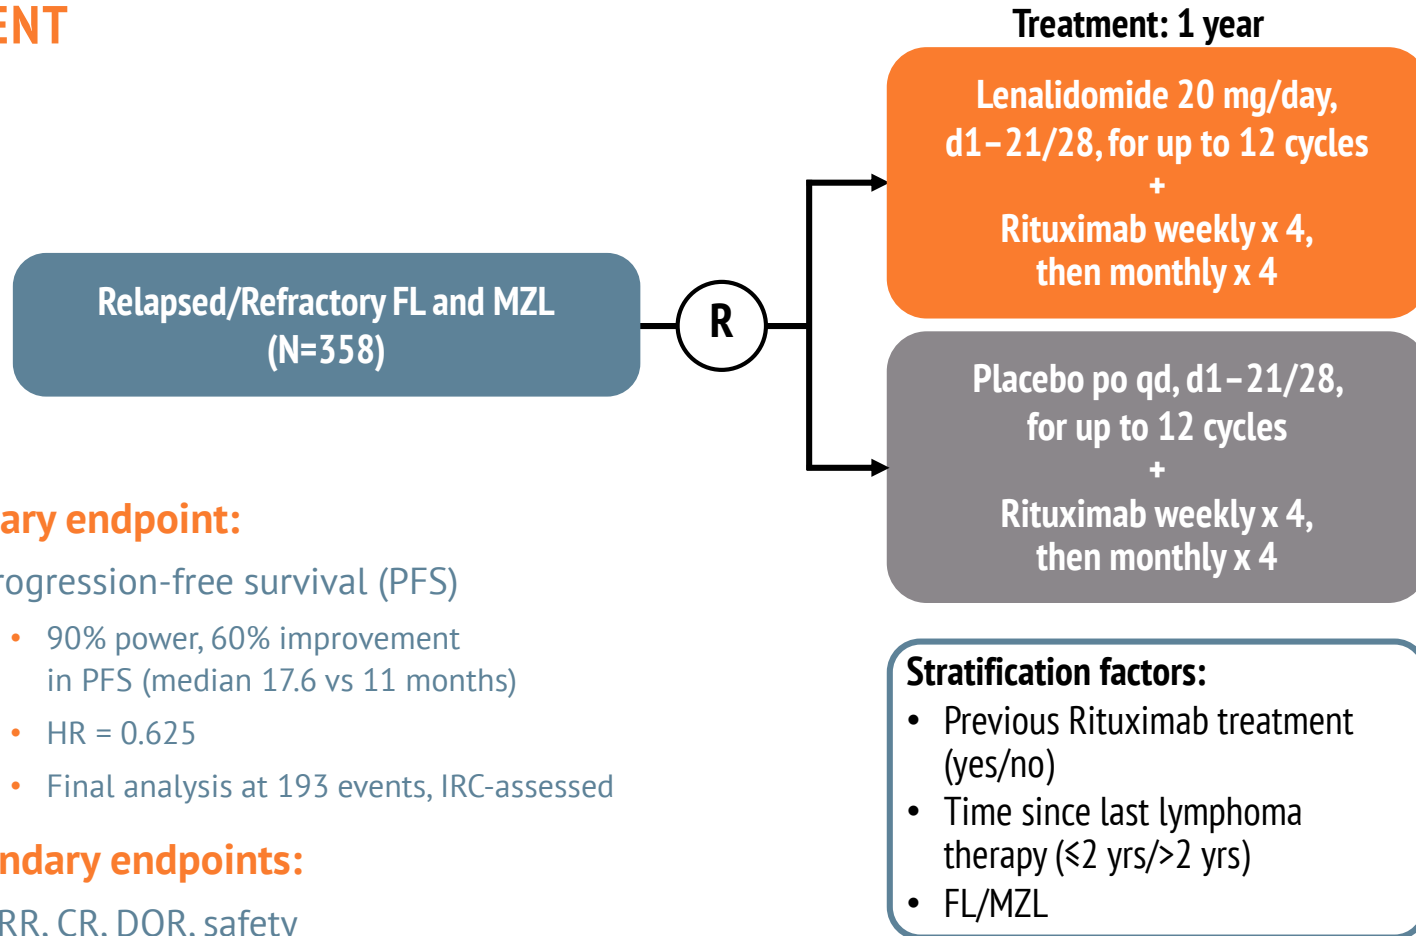 ENT
Treatment: 1 year
Lenalidomide 20 mg/day,
d1–21/28, for up to 12 cycles
+
Rituximab weekly x 4,
then monthly x 4
Relapsed/Refractory FL and MZL
(N=358)
R
Placebo po qd, d1–21/28,
for up to 12 cycles
+
Rituximab weekly x 4,
then monthly x 4
ary endpoint:
rogression-free survival (PFS)
• 90% power, 60% improvement
in PFS (median 17.6 vs 11 months)
• HR = 0.625
• Final analysis at 193 events, IRC-assessed
ndary endpoints:
RR, CR, DOR, safety
Stratification factors:
• Previous Rituximab treatment
(yes/no)
• Time since last lymphoma
therapy (≤2 yrs/>2 yrs)
• FL/MZL